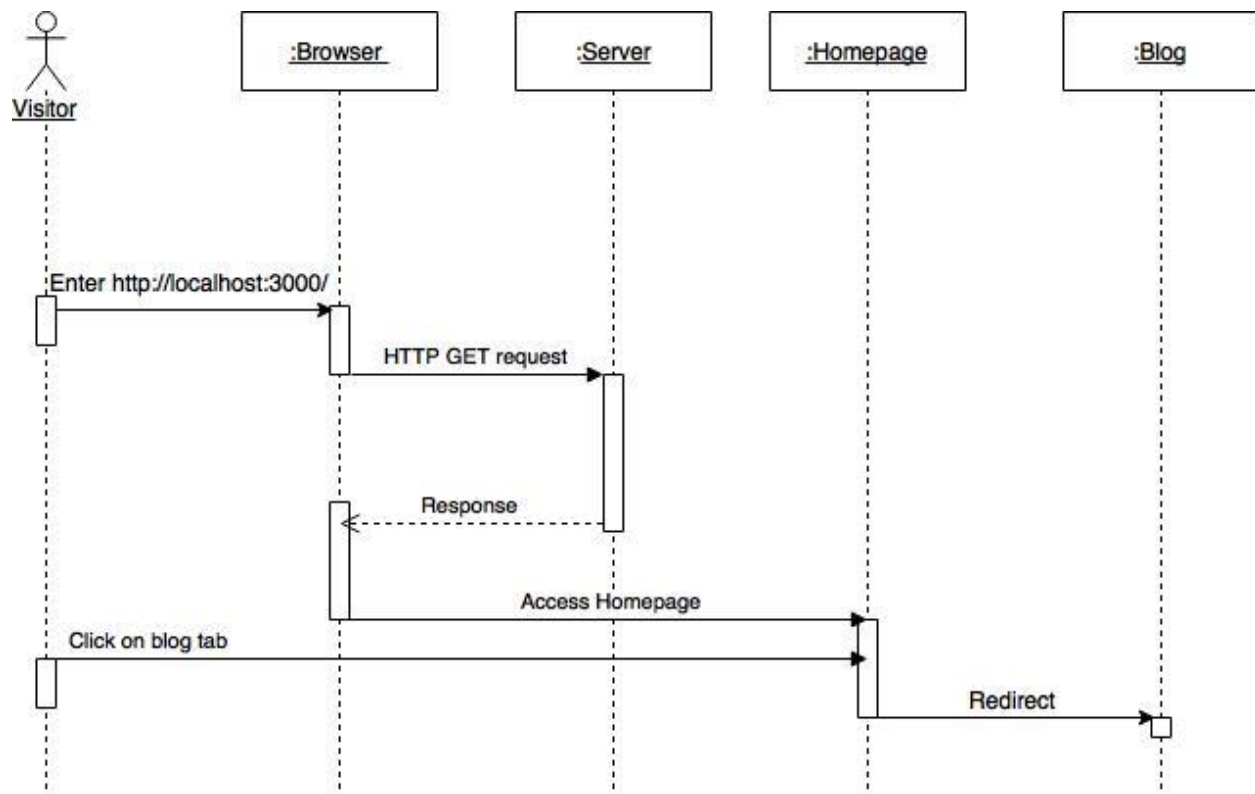 :Browser
:Server
:Homepage
:Blog
Visitor
Enter http://localhost:3000/
HTTP GET request
Response
Access Homepage
Click on blog tab
Redirect